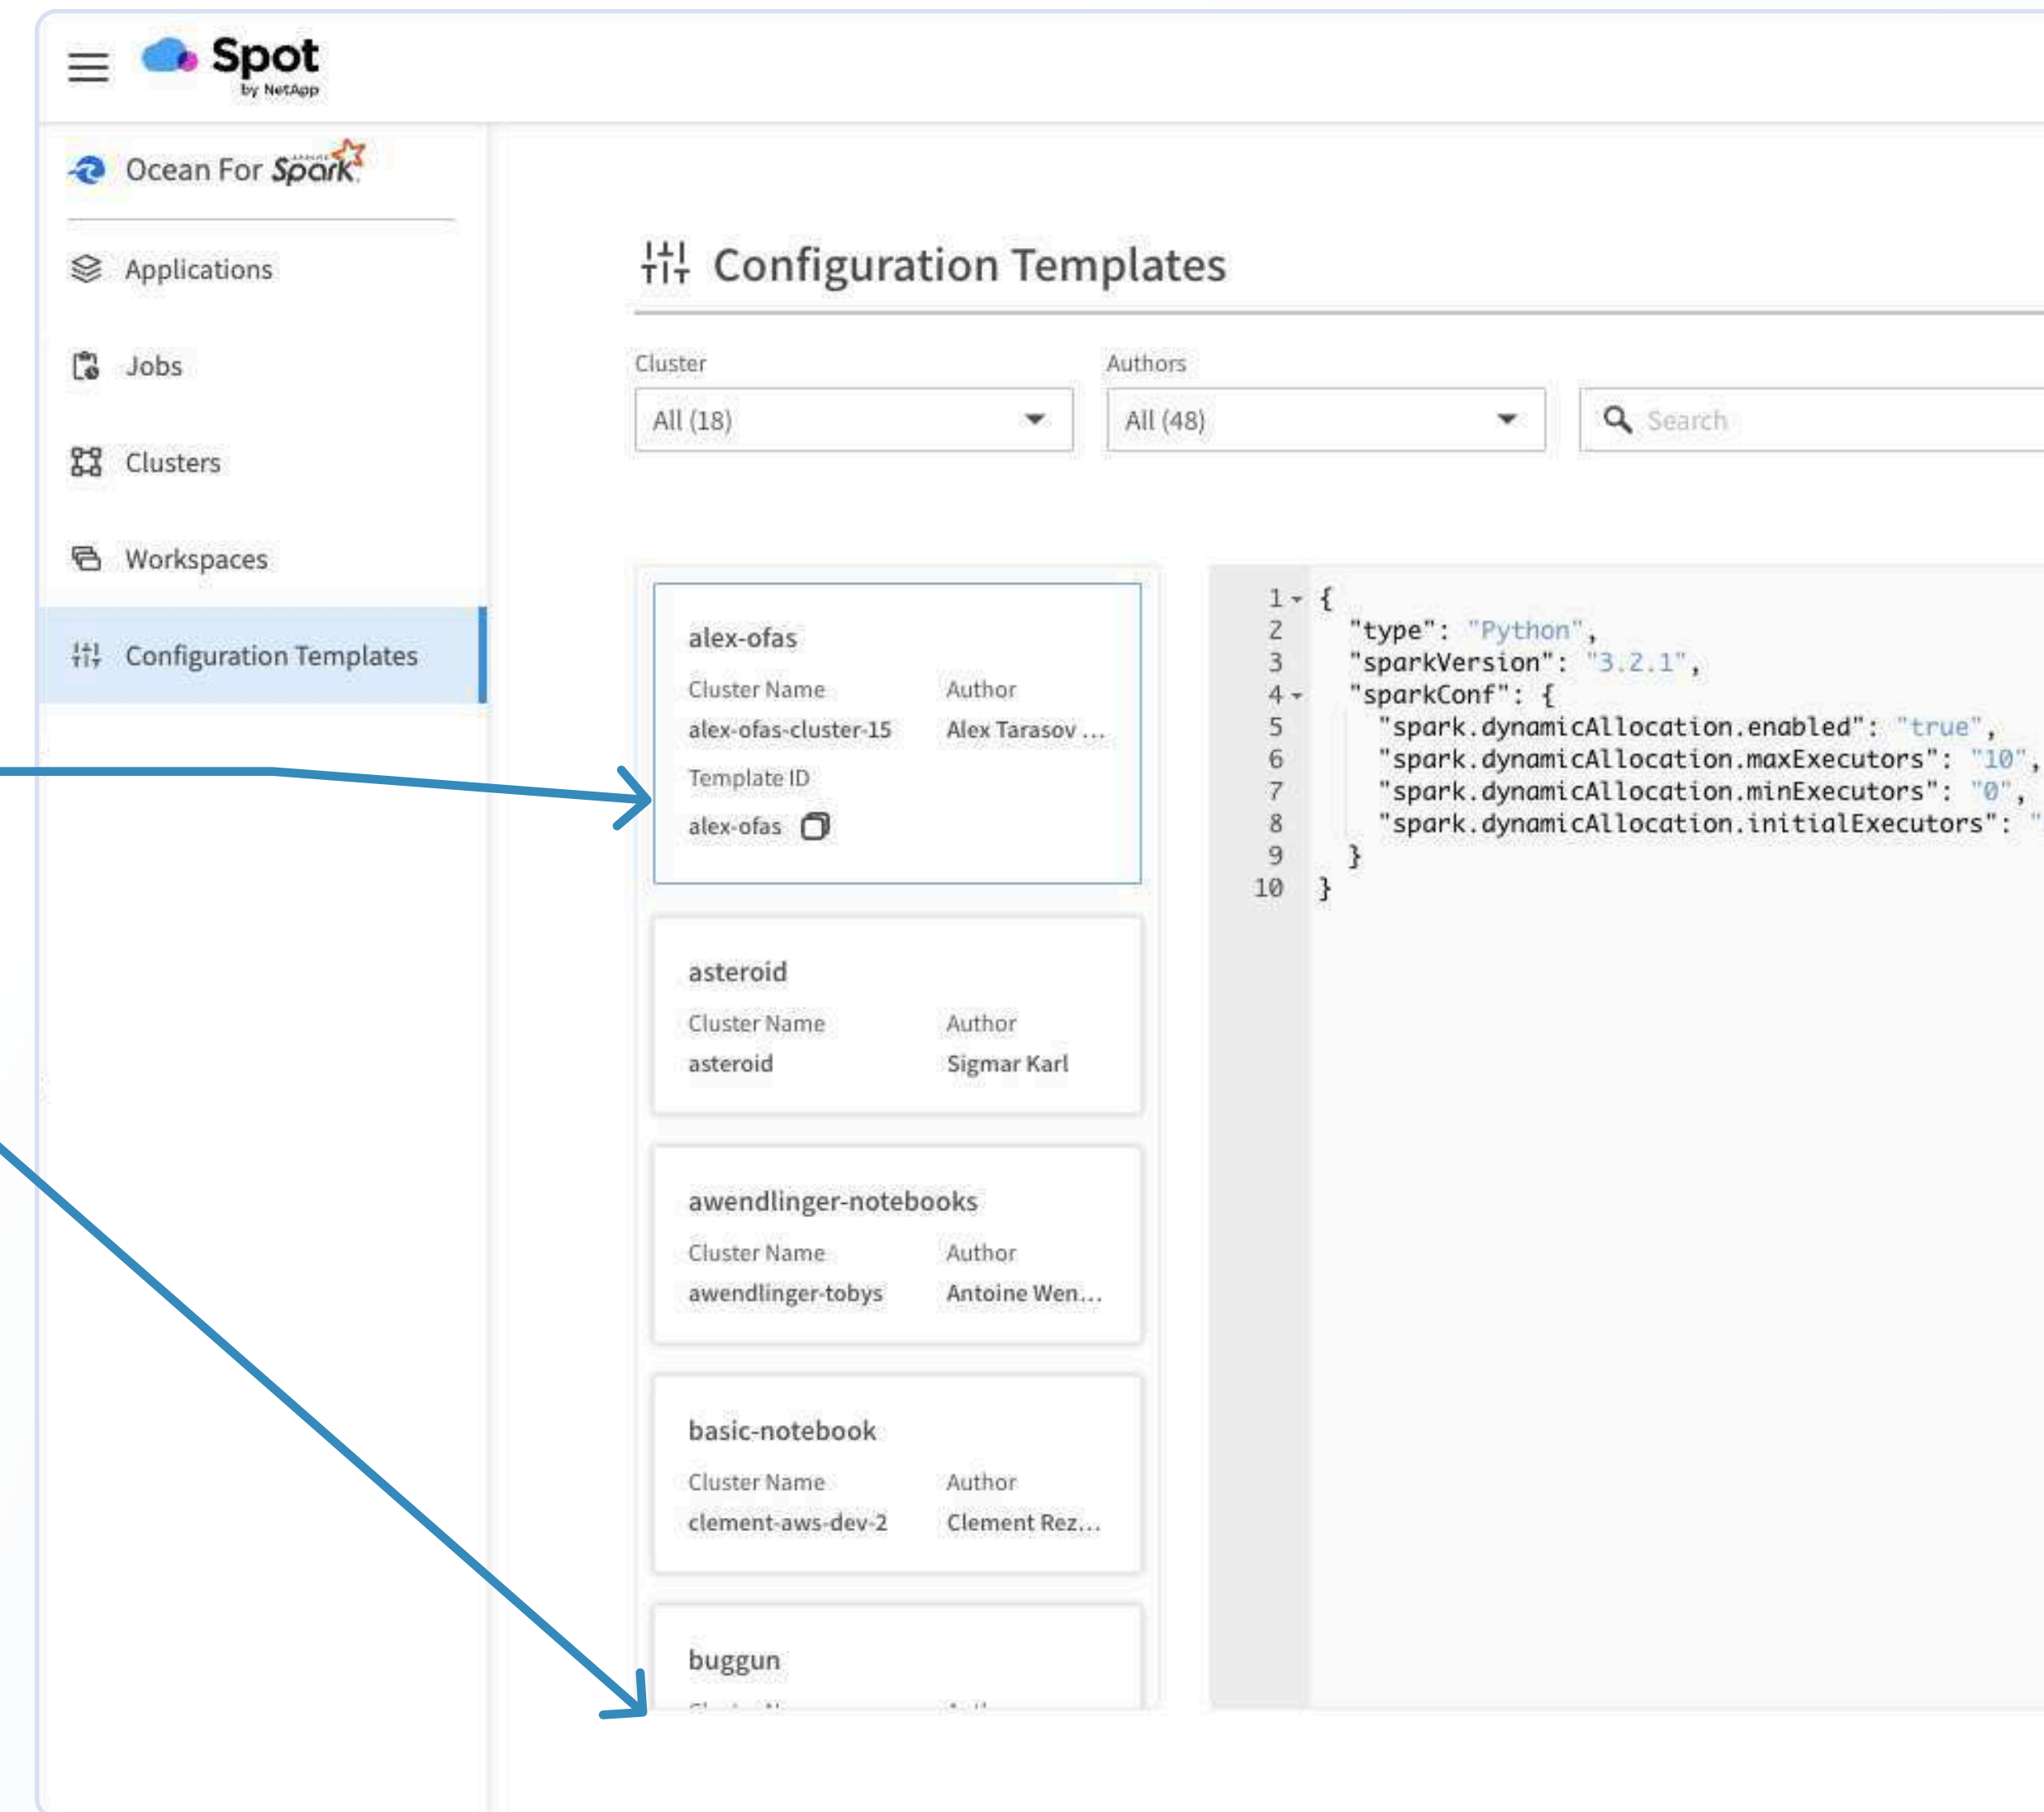 Spot
by NetApp
Ocean For Spark
Applications
Jobs
Clusters
Workspaces
Configuration Templates
Configuration Templates
Cluster
Authors
All (18)
All (48)
Search
alex-ofas
Cluster Name Author
alex-ofas-cluster-15 Alex Tarasov ...
Template ID
alex-ofas
asteroid
Cluster Name Author
asteroid Sigmar Karl
awendlinger-notebooks
Cluster Name Author
awendlinger-tobys Antoine Wen...
basic-notebook
Cluster Name Author
clement-aws-dev-2 Clement Rez...
buggun
1 {
2 "type": "Python",
3 "sparkVersion": "3.2.1",
4 "sparkConf": {
5 "spark.dynamicAllocation.enabled": "true",
6 "spark.dynamicAllocation.maxExecutors": "10",
7 "spark.dynamicAllocation.minExecutors": "0",
8 "spark.dynamicAllocation.initialExecutors": "
9 }
10 }